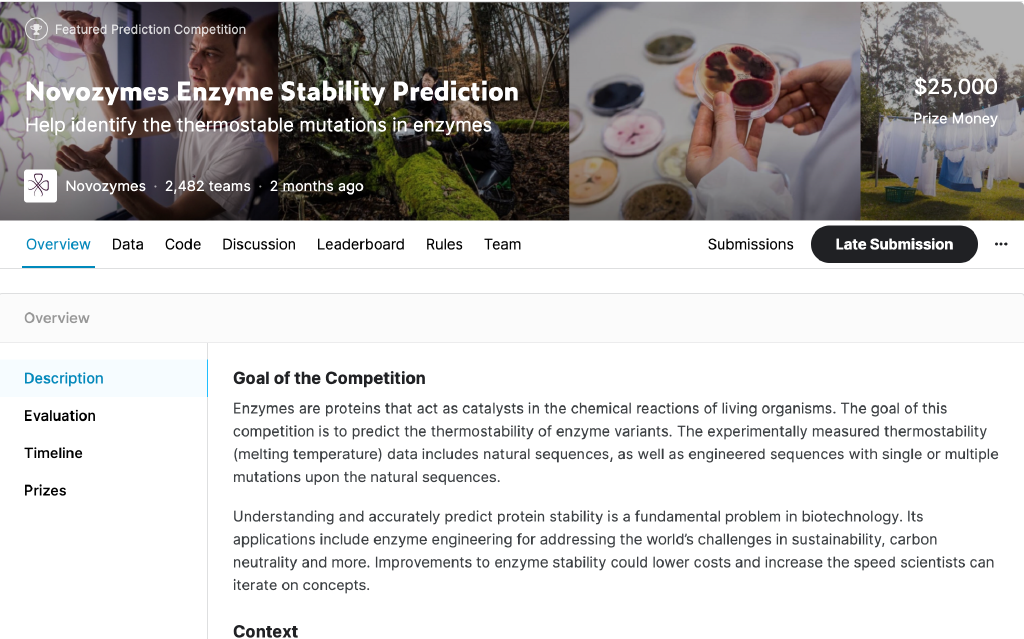 Featured Prediction Competition
Novozymes Enzyme Stability Prediction
Help identify the thermostable mutations in enzymes
$25,000
Prize Money
Novozymes · 2,482 teams · 2 months ago
Overview Data Code Discussion Leaderboard Rules Team Submissions Late Submission ...
Overview
Description
Evaluation
Timeline
Prizes
Goal of the Competition
Enzymes are proteins that act as catalysts in the chemical reactions of living organisms. The goal of this
competition is to predict the thermostability of enzyme variants. The experimentally measured thermostability
(melting temperature) data includes natural sequences, as well as engineered sequences with single or multiple
mutations upon the natural sequences.
Understanding and accurately predict protein stability is a fundamental problem in biotechnology. Its
applications include enzyme engineering for addressing the world's challenges in sustainability, carbon
neutrality and more. Improvements to enzyme stability could lower costs and increase the speed scientists can
iterate on concepts.
Context